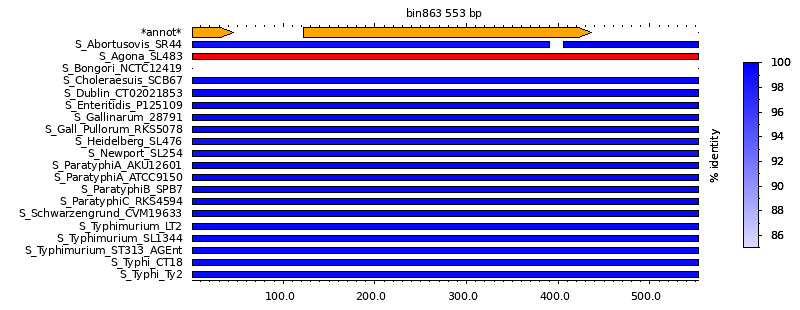 bin863 553 bp
*annot*
S_Abortusovis_SR44
S_Agona_SL483
S_Bongori_NCTC12419
S_Choleraesuis_SCB67
S_Dublin_CT02021853
S_Enteritidis_P125109
S_Gallinarum_28791
S_Gall_Pullorum_RKS5078
S_Heidelberg_SL476
S_Newport_SL254
S_ParatyphiA_AKU12601
S_ParatyphiA_ATCC9150
S_ParatyphiB_SPB7
S_ParatyphiC_RKS4594
S_Schwarzengrund_CVM19633
S_Typhimurium_LT2
S_Typhimurium_SL1344
S_Typhimurium_ST313_AGEnt
S_Typhi_CT18
S_Typhi_Ty2
100.0 200.0 300.0 400.0 500.0
100
98
96
94
92
90
88
86
% identity